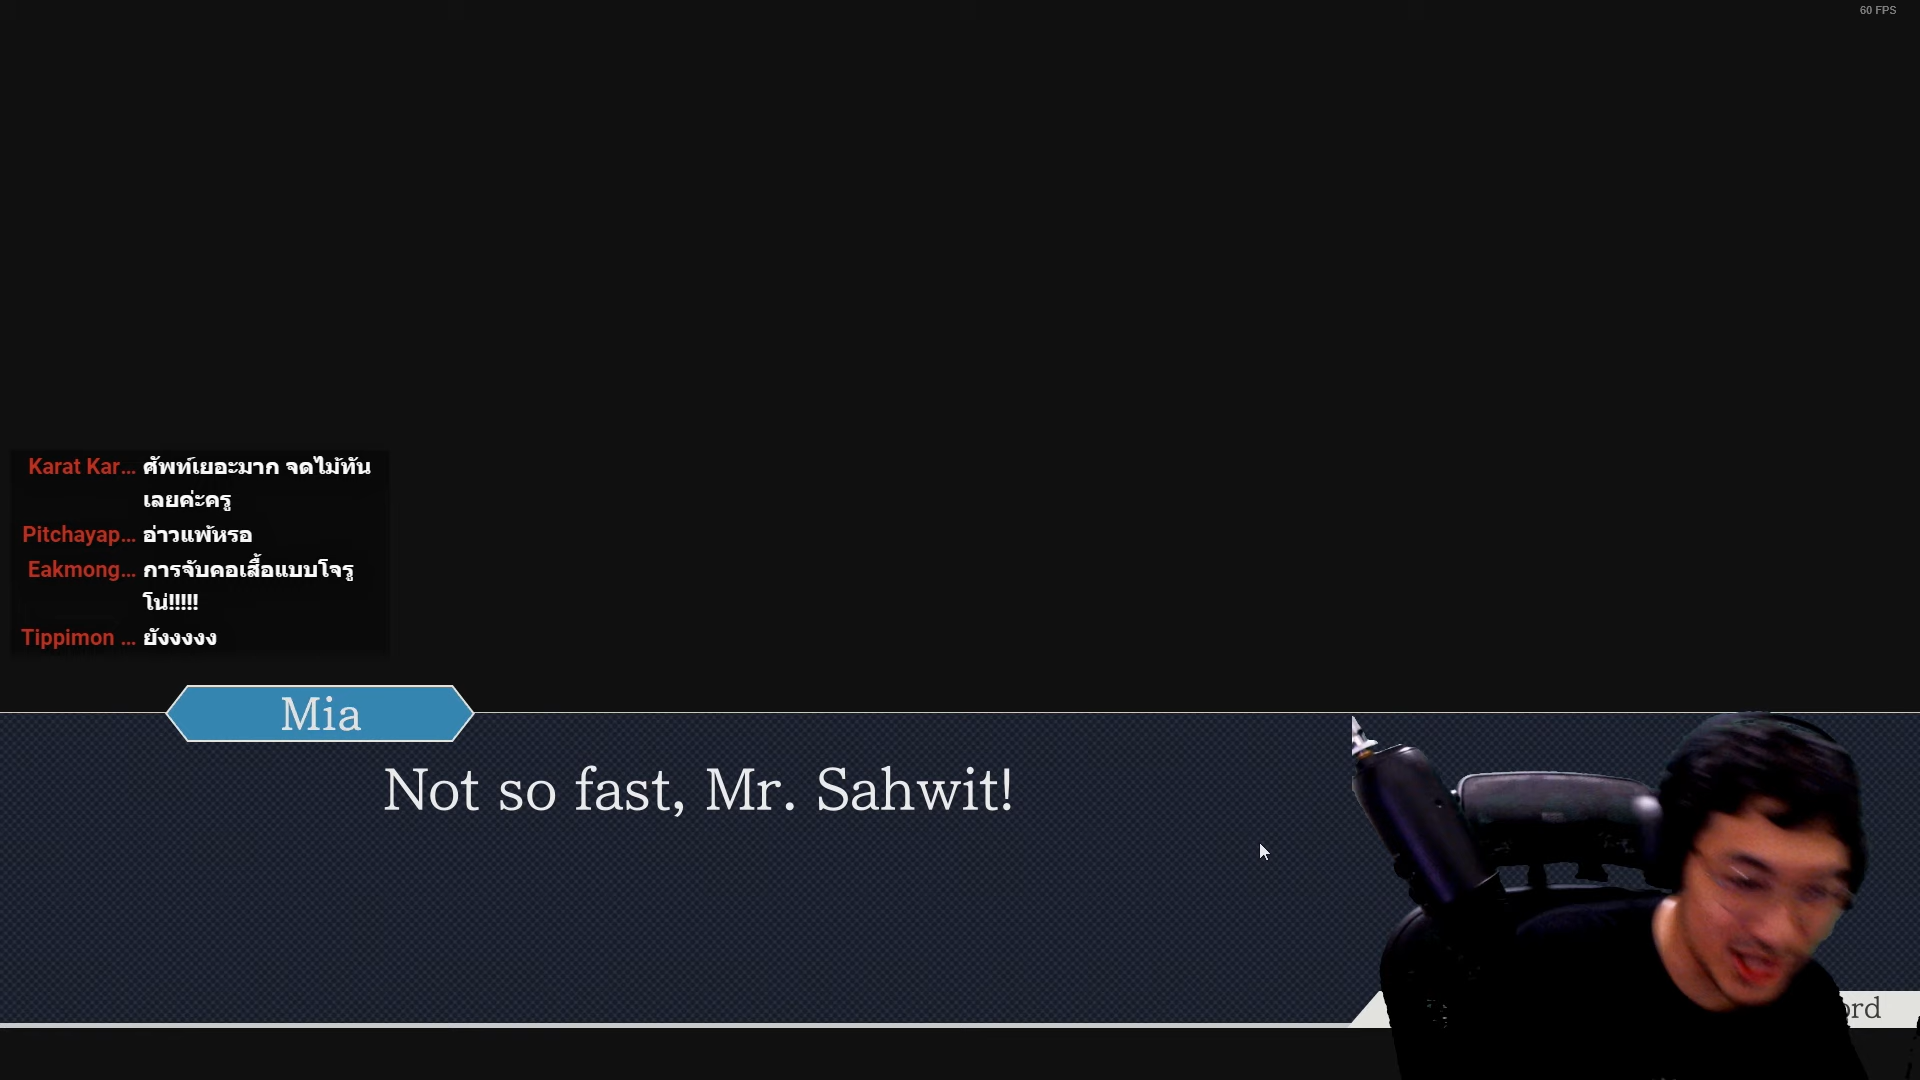 60 FPS
Karat Kar... ศัพท์เยอะมาก จดไม่ทัน
เลยค่ะครู
Pitchayap... อ่าวแพ้หรอ
Eakmong... การจับคอเสื้อแบบโจรู
โน่!!!!!
Tippimon ... ยังงงงง
Mia
Not so fast, Mr. Sahwit!